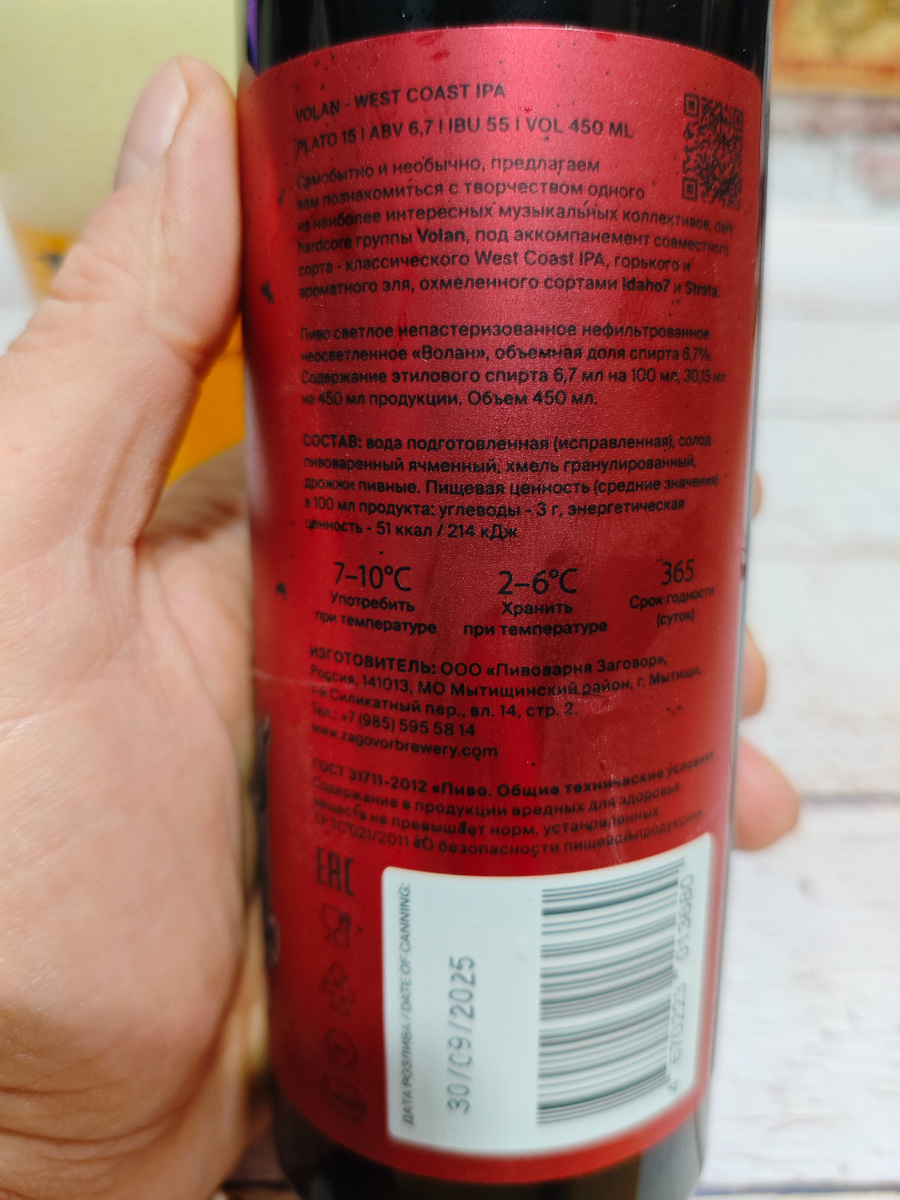 VOLAN - WEST COAST IPA
PLATO 15 | ABV 6,7 | IBU 55 | VOL 450 ML
Самобытно и необычно, предлагаем
вам познакомиться с творчеством одного
из наиболее интересных музыкальных коллективов, dark
hardcore группы Volan, под аккомпанемент совместного
сорта - классического West Coast IPA, горького и
ароматного эля, охмеленного сортами Idaho7 и Strata.
Пиво светлое непастеризованное нефильтрованное
неосветленное «Волан», объемная доля спирта 6,7%.
Содержание этилового спирта 6,7 мл на 100 мл, 30,15 мл
на 450 мл продукции. Объем 450 мл.
СОСТАВ: вода подготовленная (исправленная), солод
пивоваренный ячменный, хмель гранулированный,
дрожжи пивные. Пищевая ценность (средние значения)
в 100 мл продукта: углеводы - 3 г, энергетическая
ценность - 51 ккал / 214 кДж
7–10°C
Употребить
при температуре
2–6°C
Хранить
при температуре
365
Срок годности
(суток)
ИЗГОТОВИТЕЛЬ: ООО «Пивоварня Заговор»,
Россия, 141013, МО Мытищинский район, г. Мытищи,
1-й Силикатный пер., вл. 14, стр. 2.
Тел.: +7 (985) 595 58 14
www.zagovorbrewery.com
ГОСТ 31711-2012 «Пиво. Общие технические условия»
Содержание в продукции вредных для здоровья
веществ не превышает норм, установленных
ТР ТС 021/2011 «О безопасности пищевой продукции»
EAC
ДАТА РОЗЛИВА / DATE OF CANNING:
30/09/2025
4 670223 013680